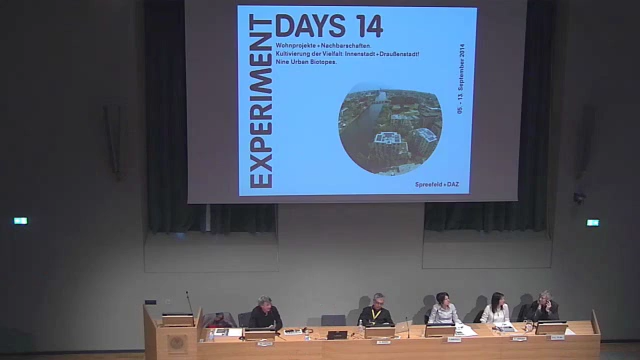 EXPERIMENT
DAYS 14
Wohnprojekte + Nachbarschaften
Kultivierung der Vielfalt: Innenstadt + Draußenstadt!
Nine Urban Biotopes.
05. - 13. September 2014
Spreefeld + DAZ